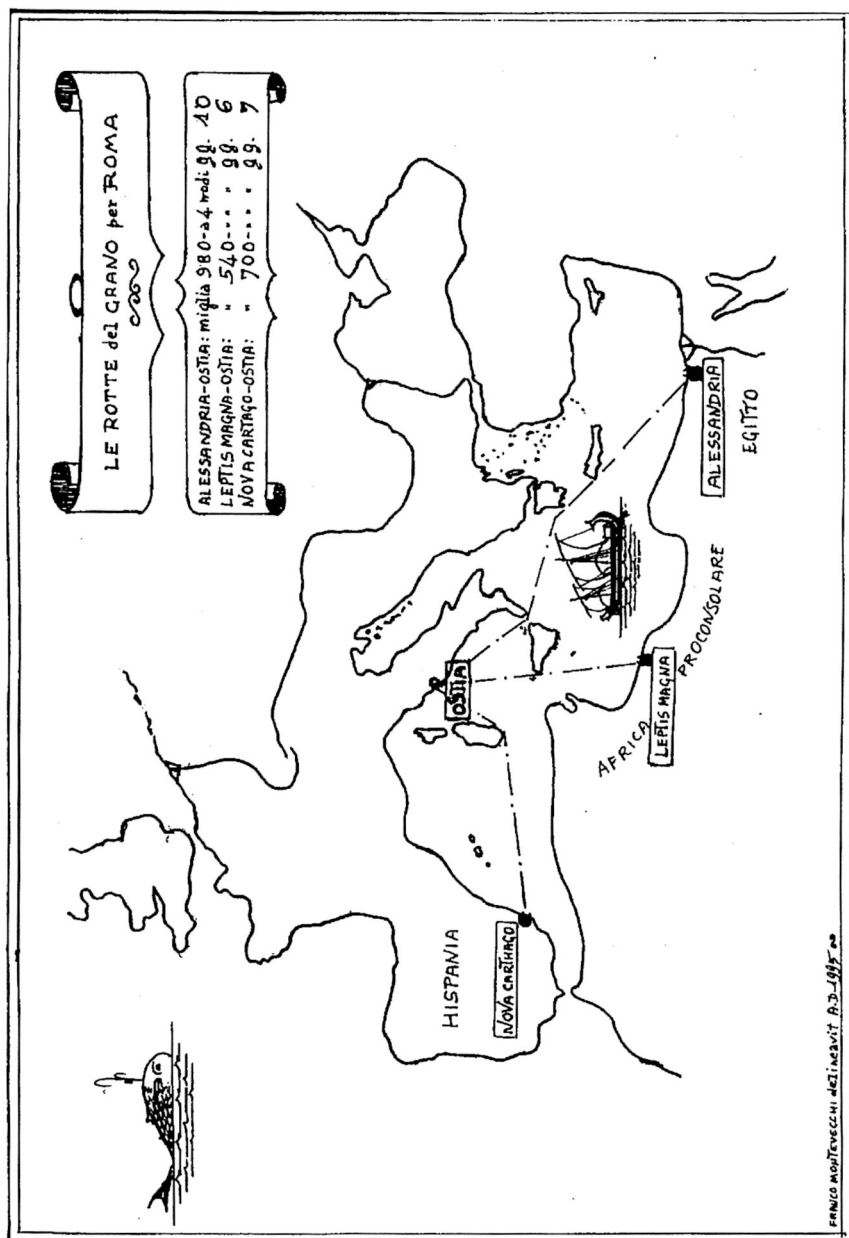 LE ROTTE del GRANO per ROMA
ALESSANDRIA-OSTIA: miglia 980-a 4 nodi gg. 10
LEPTIS MAGNA-OSTIA: " 540--" " " gg. 6
NOVA CARTAGO-OSTIA: " 700--" " " gg. 7
OSTIA
HISPANIA
NOVA CARTHAGO
AFRICA PROCONSOLARE
LEPTIS MAGNA
ALESSANDRIA
EGITTO
FRANCO MONTEVECCHI delineavit A.D. 1995